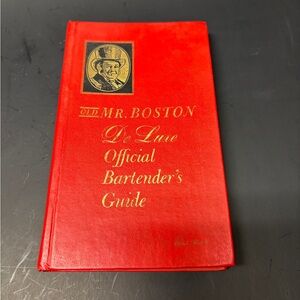 OLD MR. BOSTON
De Luxe
Official
Bartender's
Guide